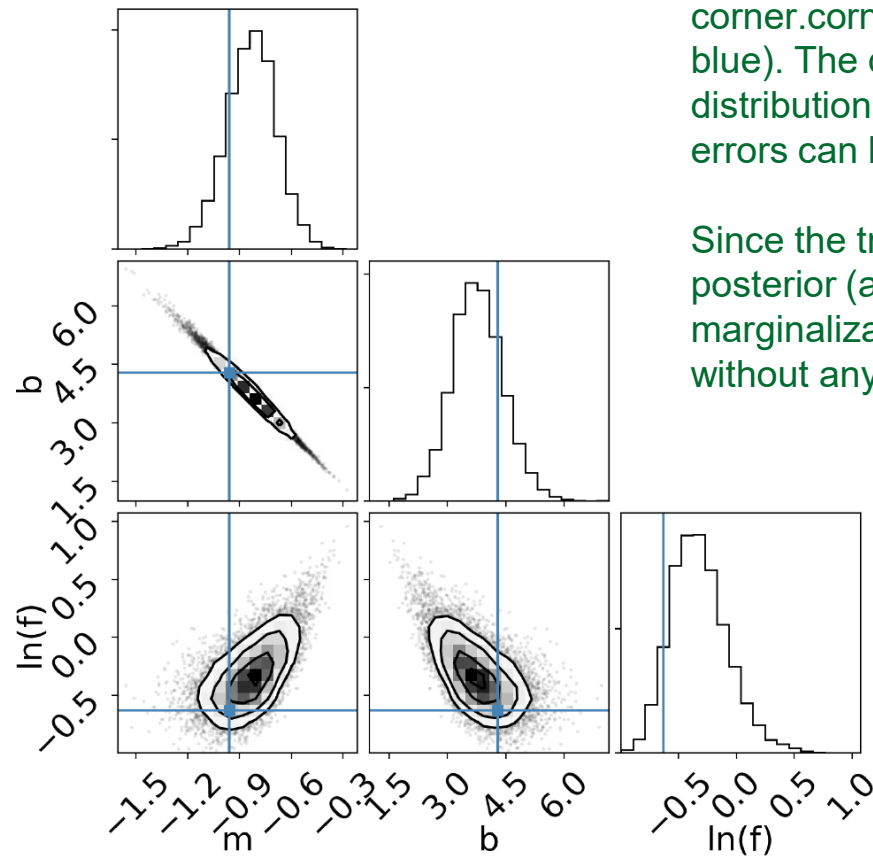 corner.corn
blue). The
distribution
errors can
Since the
posterior (a
marginaliza
without any
b
6.0
4.5
3.0
1.5
ln(f)
1.0
0.5
0.0
−0.5
−1.5 −1.2 −0.9 −0.6 −0.3
m
1.5 3.0 4.5 6.0
b
−0.5 0.0 0.5 1.0
ln(f)